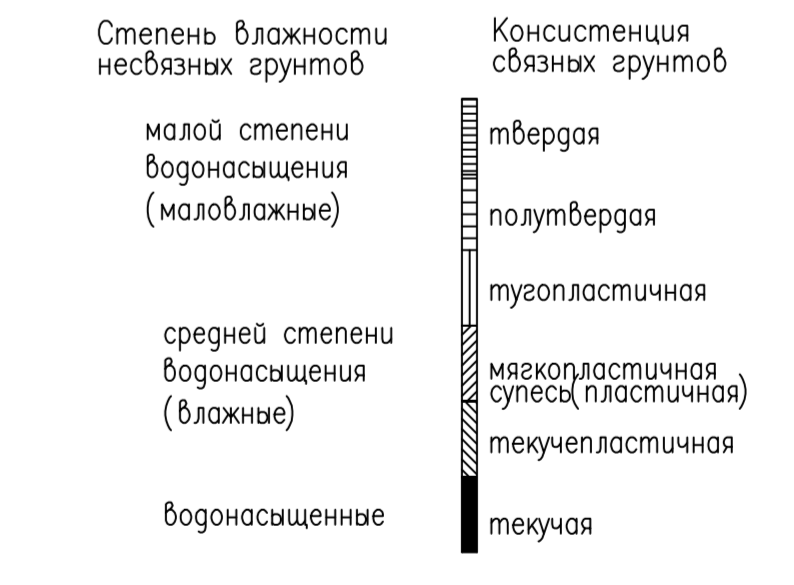 Степень влажности
несвязных грунтов
малой степени
водонасыщения
(маловлажные)
средней степени
водонасыщения
(влажные)
водонасыщенные
Консистенция
связных грунтов
твердая
полутвердая
тугопластичная
мягкопластичная
супесь(пластичная)
текучепластичная
текучая